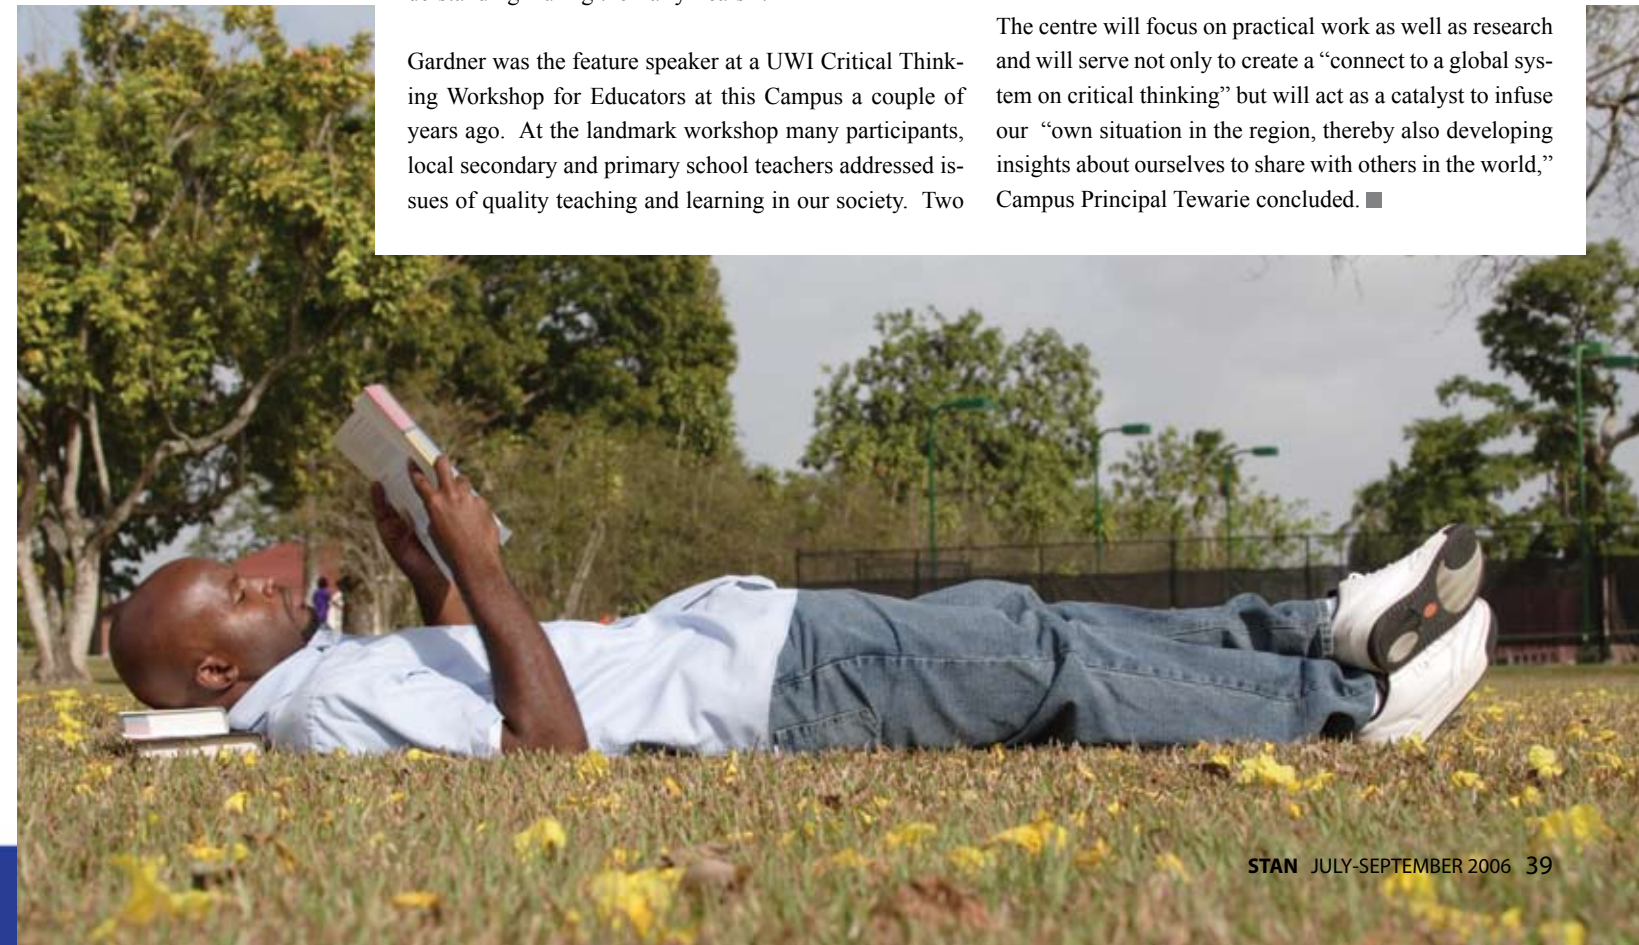 Gardner was the feature speaker at a UWI Critical Think-
ing Workshop for Educators at this Campus a couple of
years ago. At the landmark workshop many participants,
local secondary and primary school teachers addressed is-
sues of quality teaching and learning in our society. Two
The centre will focus on practical work as well as research
and will serve not only to create a “connect to a global sys-
tem on critical thinking” but will act as a catalyst to infuse
our “own situation in the region, thereby also developing
insights about ourselves to share with others in the world,”
Campus Principal Tewarie concluded. ■
STAN JULY-SEPTEMBER 2006 39